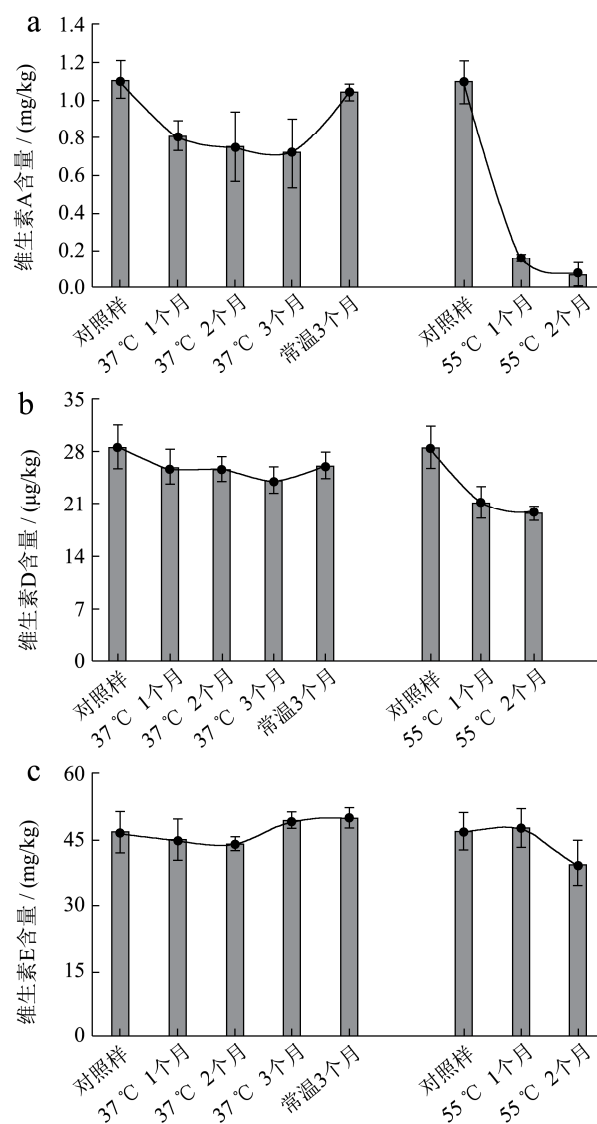 a
1.4
1.2
1.0
0.8
0.6
0.4
0.2
0.0
维生素A含量 / (mg/kg)
对照样
37 ℃ 1个月
37 ℃ 2个月
37 ℃ 3个月
常温3个月
对照样
55 ℃ 1个月
55 ℃ 2个月
b
35
28
21
14
7
0
维生素D含量 / (μg/kg)
对照样
37 ℃ 1个月
37 ℃ 2个月
37 ℃ 3个月
常温3个月
对照样
55 ℃ 1个月
55 ℃ 2个月
c
60
45
30
15
0
维生素E含量 / (mg/kg)
对照样
37 ℃ 1个月
37 ℃ 2个月
37 ℃ 3个月
常温3个月
对照样
55 ℃ 1个月
55 ℃ 2个月